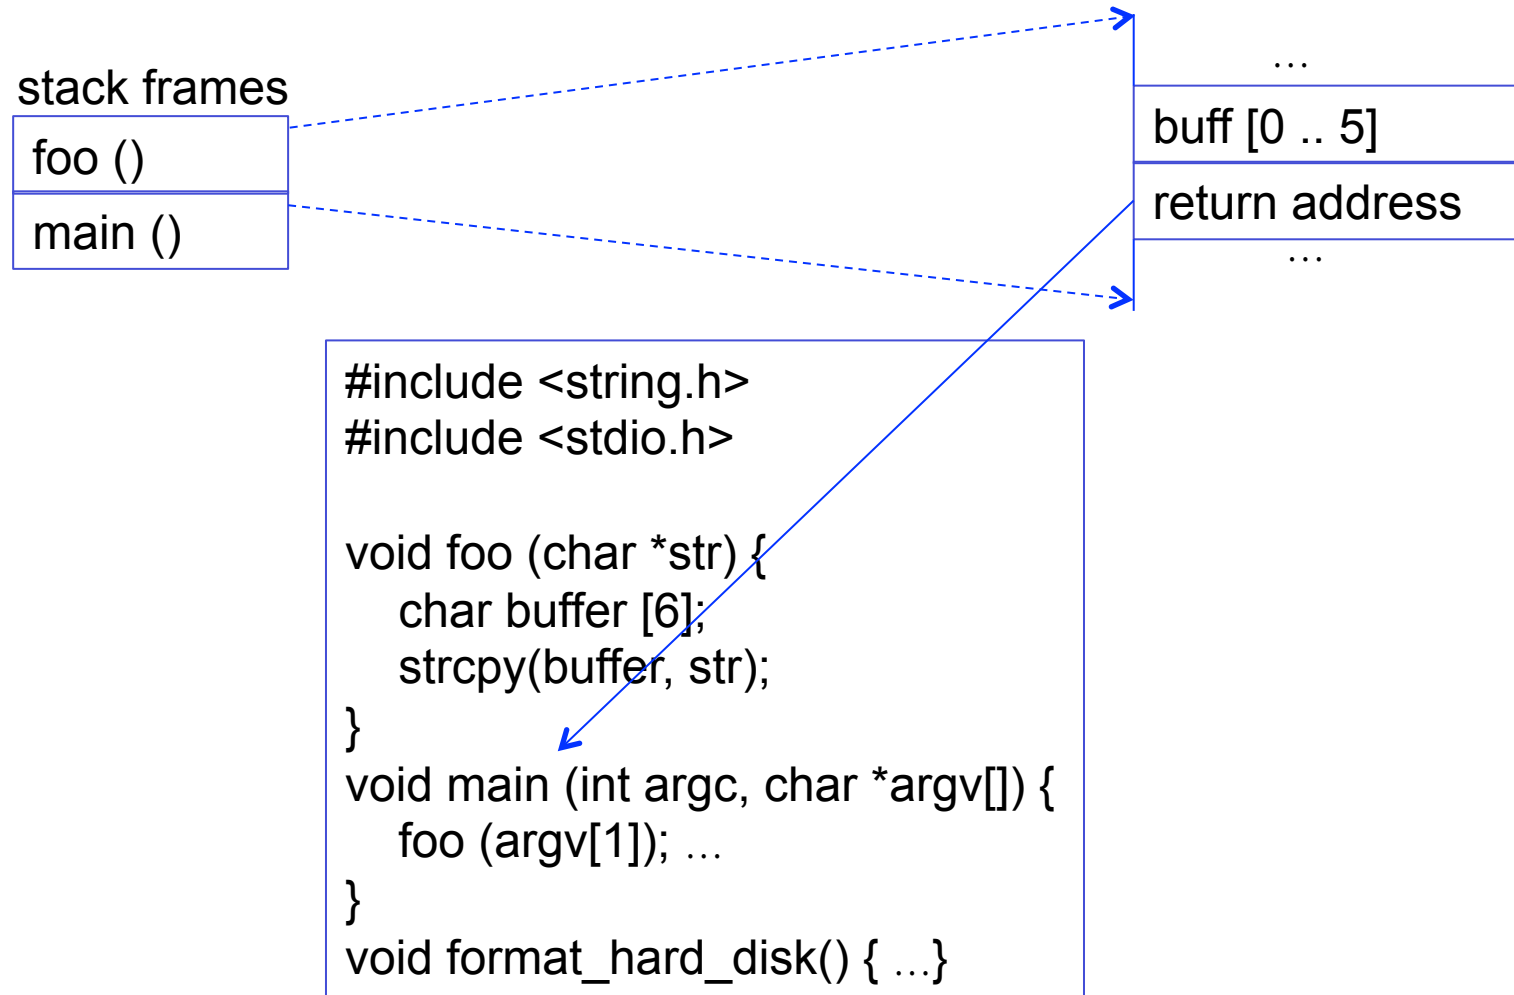 stack frames
foo ()
main ()
…
buff [0 .. 5]
return address
…
#include <string.h>
#include <stdio.h>
void foo (char *str) {
char buffer [6];
strcpy(buffer, str);
}
void main (int argc, char *argv[]) {
foo (argv[1]); …
}
void format_hard_disk() { …}